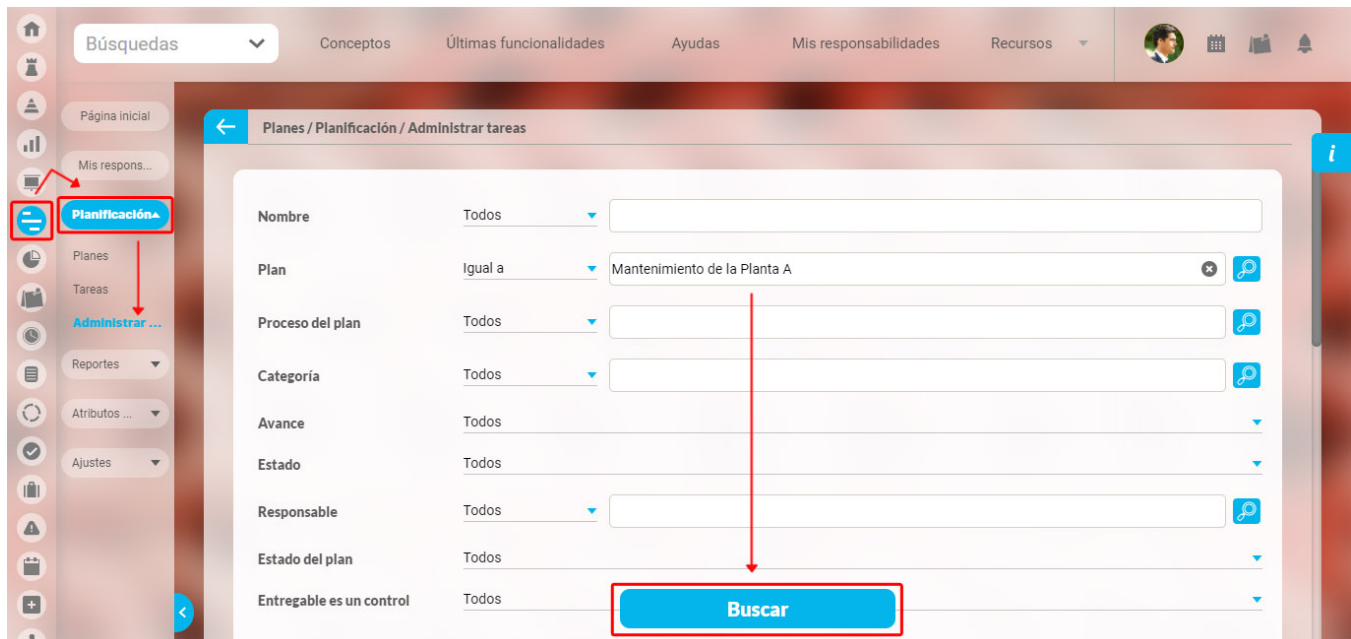 Búsquedas
Conceptos
Últimas funcionalidades
Ayudas
Mis responsabilidades
Recursos
Página inicial
Mis respons...
Planificación
Planes
Tareas
Administrar ...
Reportes
Atributos ...
Ajustes
Planes / Planificación / Administrar tareas
i
Nombre Todos
Plan Igual a Mantenimiento de la Planta A
Proceso del plan Todos
Categoría Todos
Avance Todos
Estado Todos
Responsable Todos
Estado del plan Todos
Entregable es un control Todos
Buscar